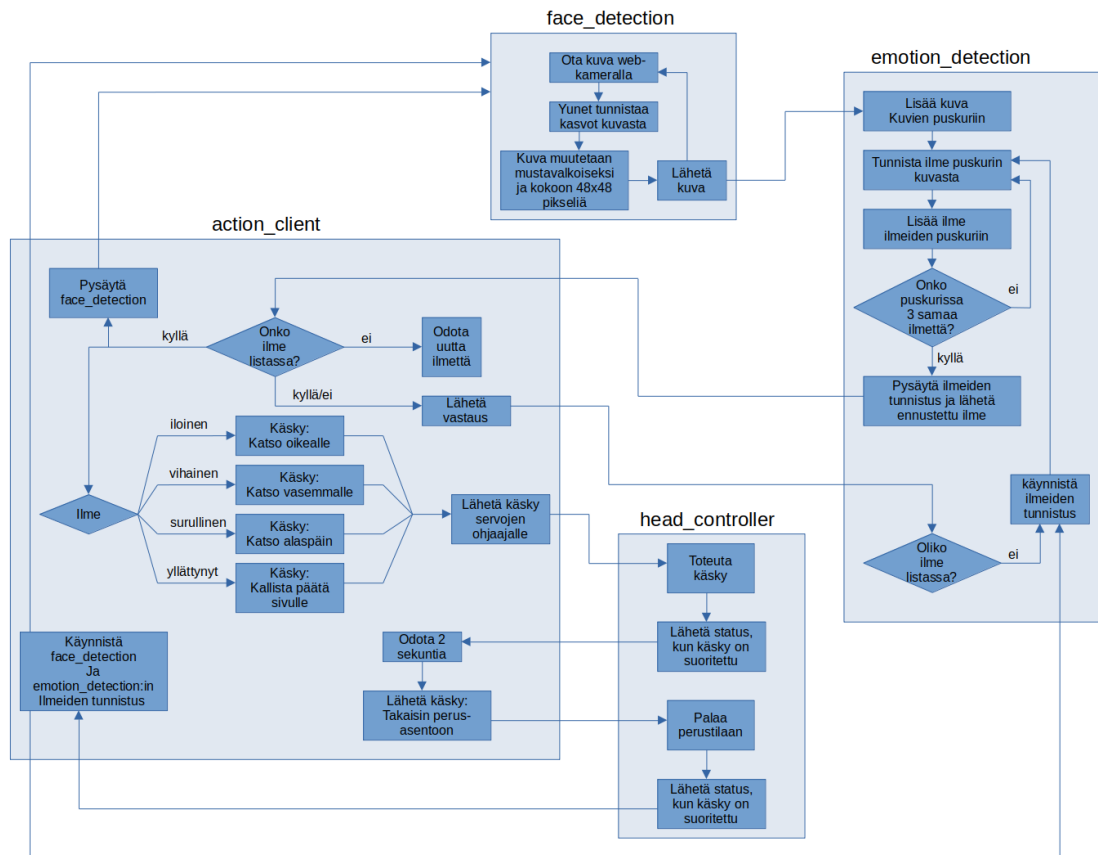 face_detection
Ota kuva web-
kameralla
Yunet tunnistaa
kasvot kuvasta
Kuva muutetaan
mustavalkoiseksi
ja kokoon 48x48
pikseliä
Lähetä
kuva
emotion_detection
Lisää kuva
Kuvien puskuriin
Tunnista ilme puskurin
kuvasta
Lisää ilme
ilmeiden puskuriin
Onko
puskurissa
3 samaa
ilmettä?
ei
kyllä
Pysäytä ilmeiden
tunnistus ja lähetä
ennustettu ilme
käynnistä
ilmeiden
tunnistus
Oliko
ilme
listassa?
ei
action_client
Pysäytä
face_detection
kyllä
Onko
ilme
listassa?
ei
Odota
uutta
ilmettä
kyllä/ei
Lähetä
vastaus
Ilme
iloinen
Käsky:
Katso oikealle
vihainen
Käsky:
Katso vasemmalle
surullinen
Käsky:
Katso alaspäin
yllättynyt
Käsky:
Kallista päätä
sivulle
Lähetä käsky
servojen
ohjaajalle
Käynnistä
face_detection
Ja
emotion_detection:in
Ilmeiden tunnistus
Odota 2
sekuntia
Lähetä käsky:
Takaisin perus-
asentoon
head_controller
Toteuta
käsky
Lähetä status,
kun käsky on
suoritettu
Palaa
perustilaan
Lähetä status,
kun käsky on
suoritettu